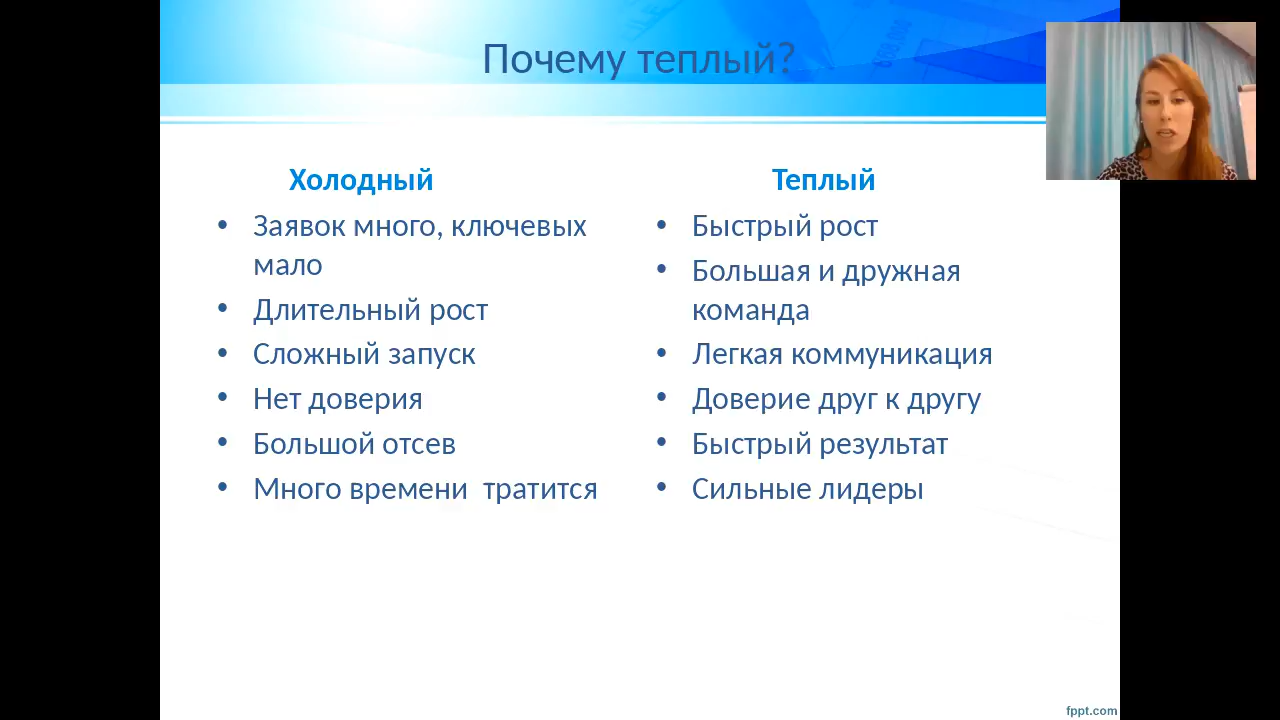 Почему теплый?
Холодный
Заявок много, ключевых
мало
Длительный рост
Сложный запуск
Нет доверия
Большой отсев
Много времени  тратится
Теплый
Быстрый рост
Большая и дружная
команда
Легкая коммуникация
Доверие друг к другу
Быстрый результат
Сильные лидеры
fppt.com